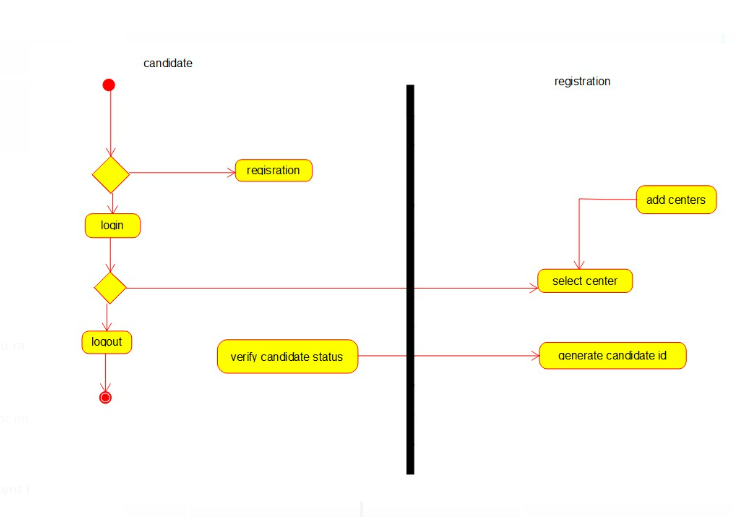 candidate
registration
regisration
add centers
login
select center
logout
verify candidate status
generate candidate id